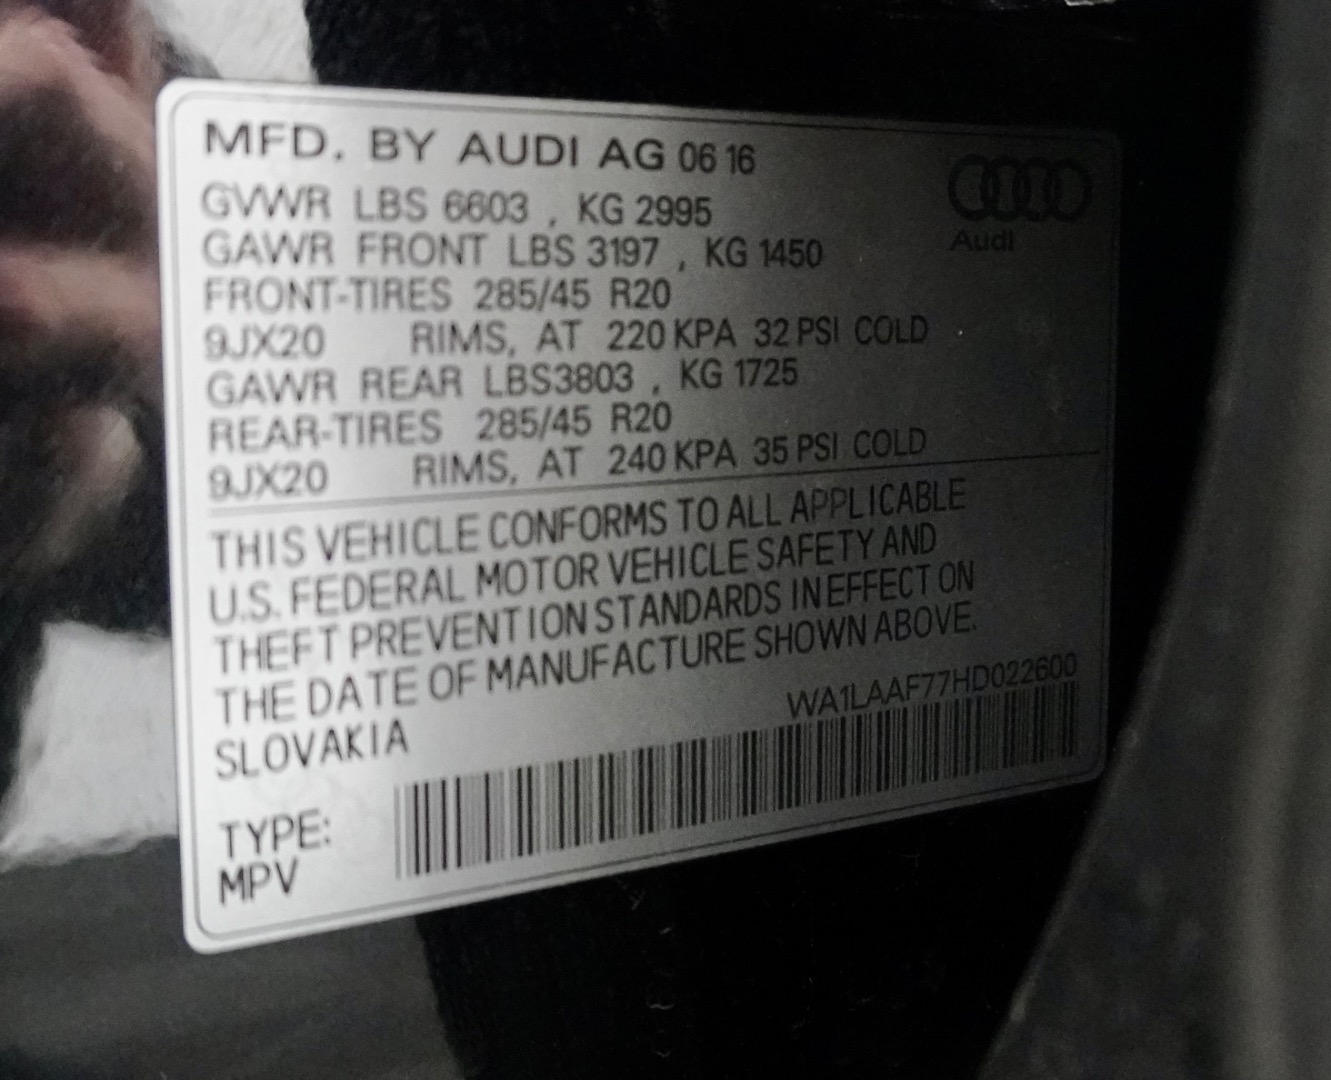 MFD. BY AUDI AG 06 16
Audi
GVWR LBS 6603 , KG 2995
GAWR FRONT LBS 3197 , KG 1450
FRONT-TIRES 285/45 R20
9JX20 RIMS, AT 220 KPA 32 PSI COLD
GAWR REAR LBS3803 , KG 1725
REAR-TIRES 285/45 R20
9JX20 RIMS, AT 240 KPA 35 PSI COLD
THIS VEHICLE CONFORMS TO ALL APPLICABLE
U.S. FEDERAL MOTOR VEHICLE SAFETY AND
THEFT PREVENTION STANDARDS IN EFFECT ON
THE DATE OF MANUFACTURE SHOWN ABOVE.
SLOVAKIA
WA1LAAF77HD022600
TYPE:
MPV